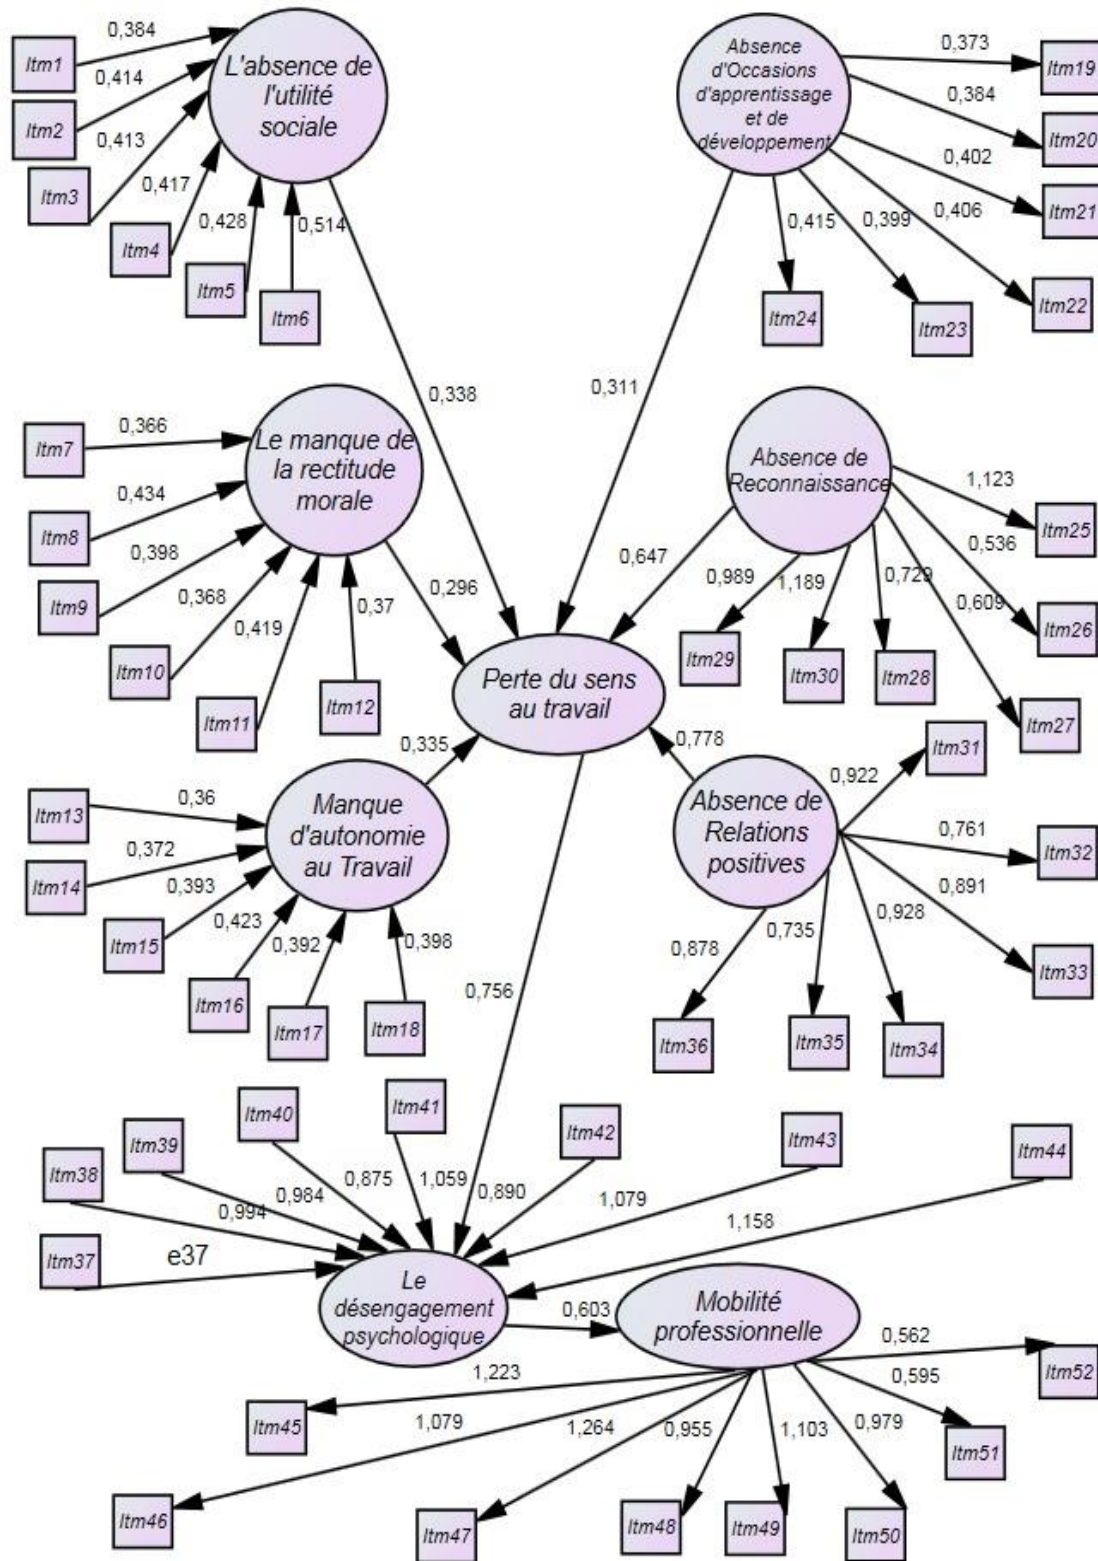 0,384
Itm1
0,414
Itm2
0,413
Itm3
0,417
Itm4
0,428
Itm5
0,514
Itm6
L'absence de
l'utilité
sociale
Absence
d'Occasions
d'apprentissage
et de
développement
0,373
Itm19
0,384
Itm20
0,402
Itm21
0,406
Itm22
0,399
Itm23
0,415
Itm24
0,338
0,311
Itm7
0,366
Itm8
0,434
Itm9
0,398
Itm10
0,368
Itm11
0,419
Itm12
0,37
Le manque de
la rectitude
morale
0,296
Absence de
Reconnaissance
0,647
1,123
Itm25
0,536
Itm26
0,609
Itm27
0,729
Itm28
0,989
Itm29
1,189
Itm30
Perte du sens
au travail
0,335
0,778
Itm13
0,36
Itm14
0,372
Itm15
0,393
Itm16
0,423
Itm17
0,392
Itm18
0,398
Manque
d'autonomie
au Travail
Absence de
Relations
positives
0,922
Itm31
0,761
Itm32
0,891
Itm33
0,928
Itm34
0,735
Itm35
0,878
Itm36
0,756
Itm37
e37
Itm38
0,994
Itm39
0,984
Itm40
0,875
Itm41
1,059
Itm42
0,890
Itm43
1,079
Itm44
1,158
Le
désengagement
psychologique
0,603
Mobilité
professionnelle
1,223
Itm45
1,079
Itm46
1,264
Itm47
0,955
Itm48
1,103
Itm49
0,979
Itm50
0,595
Itm51
0,562
Itm52